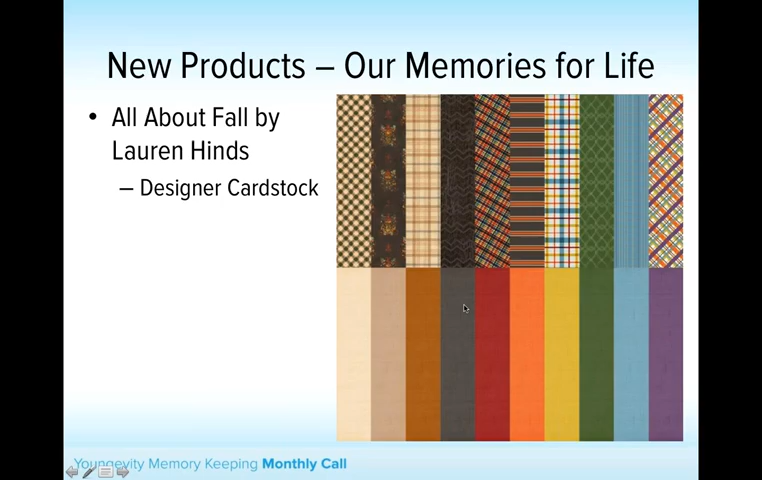 New Products – Our Memories for Life
• All About Fall by
Lauren Hinds
– Designer Cardstock
Youngevity Memory Keeping Monthly Call